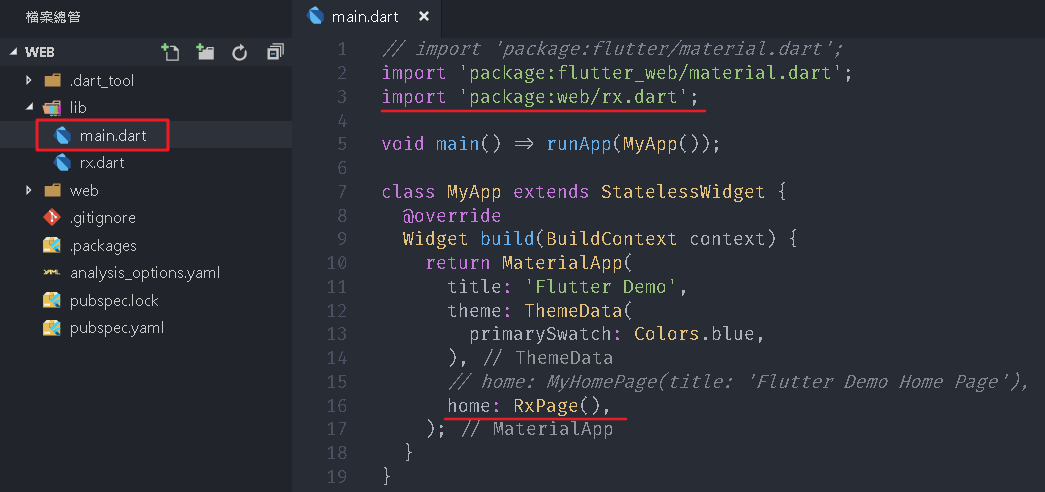 檔案總管
WEB
.dart_tool
lib
main.dart
rx.dart
web
.gitignore
.packages
analysis_options.yaml
pubspec.lock
pubspec.yaml
main.dart ×
1 // import 'package:flutter/material.dart';
2 import 'package:flutter_web/material.dart';
3 import 'package:web/rx.dart';
4
5 void main() => runApp(MyApp());
6
7 class MyApp extends StatelessWidget {
8 @override
9 Widget build(BuildContext context) {
10 return MaterialApp(
11 title: 'Flutter Demo',
12 theme: ThemeData(
13 primarySwatch: Colors.blue,
14 ), // ThemeData
15 // home: MyHomePage(title: 'Flutter Demo Home Page'),
16 home: RxPage(),
17 ); // MaterialApp
18 }
19 }